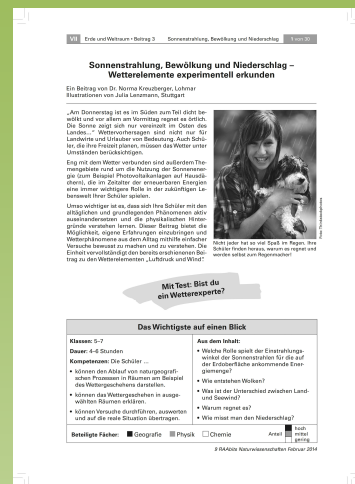 VII Erde und Weltraum • Beitrag 3 Sonnenstrahlung, Bewölkung und Niederschlag 1 von 30
Sonnenstrahlung, Bewölkung und Niederschlag –
Wetterelemente experimentell erkunden
Ein Beitrag von Dr. Norma Kreuzberger, Lohmar
Illustrationen von Julia Lenzmann, Stuttgart
„Am Donnerstag ist es im Süden zum Teil dicht be-
wölkt und vor allem am Vormittag regnet es örtlich.
Die Sonne zeigt sich nur vereinzelt im Osten des
Landes...“ Wettervorhersagen sind nicht nur für
Landwirte und Urlauber von Bedeutung. Auch Schü-
ler, die ihre Freizeit planen, müssen das Wetter unter
Umständen berücksichtigen.
Eng mit dem Wetter verbunden sind außerdem The-
mengebiete rund um die Nutzung der Sonnenener-
gie (zum Beispiel Photovoltaikanlagen auf Hausdä-
chern), die im Zeitalter der erneuerbaren Energien
eine immer wichtigere Rolle in der zukünftigen Le-
benswelt Ihrer Schüler spielen.
Umso wichtiger ist es, dass sich Ihre Schüler mit den
alltäglichen und grundlegenden Phänomenen aktiv
auseinandersetzen und die physikalischen Hinter-
gründe verstehen lernen. Dieser Beitrag bietet die
Möglichkeit, eigene Erfahrungen einzubringen und
Wetterphänomene aus dem Alltag mithilfe einfacher
Versuche bewusst zu machen und zu verstehen. Die
Einheit vervollständigt den bereits erschienenen Bei-
trag zu den Wetterelementen „Luftdruck und Wind“.
Nicht jeder hat so viel Spaß im Regen. Ihre
Schüler finden heraus, warum es regnet und
werden selbst zum Regenmacher!
Mit Test: Bist du
ein Wetterexperte?
Das Wichtigste auf einen Blick
Klassen: 5–7
Dauer: 4–6 Stunden
Kompetenzen: Die Schüler …
• können den Ablauf von naturgeografi-
schen Prozessen in Räumen am Beispiel
des Wettergeschehens darstellen.
• können das Wettergeschehen in ausge-
wählten Räumen erklären.
• können Versuche durchführen, auswerten
und auf die reale Situation übertragen.
Aus dem Inhalt:
• Welche Rolle spielt der Einstrahlungs-
winkel der Sonnenstrahlen für die auf
der Erdoberfläche ankommende Ener-
giemenge?
• Wie entstehen Wolken?
• Was ist der Unterschied zwischen Land-
und Seewind?
• Warum regnet es?
• Wie misst man den Niederschlag?
Beteiligte Fächer: Geografie Physik Chemie Anteil hoch
mittel
gering
9 RAAbits Naturwissenschaften Februar 2014